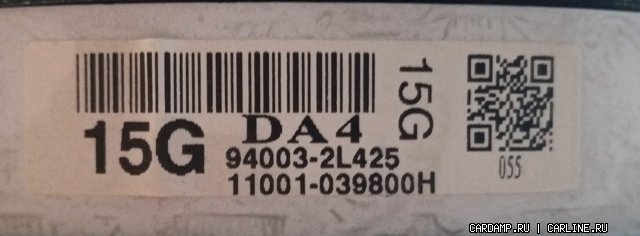 15G DA4 15G
94003-2L425
11001-039800H
055
CARDAMP.RU | CARLINE.RU